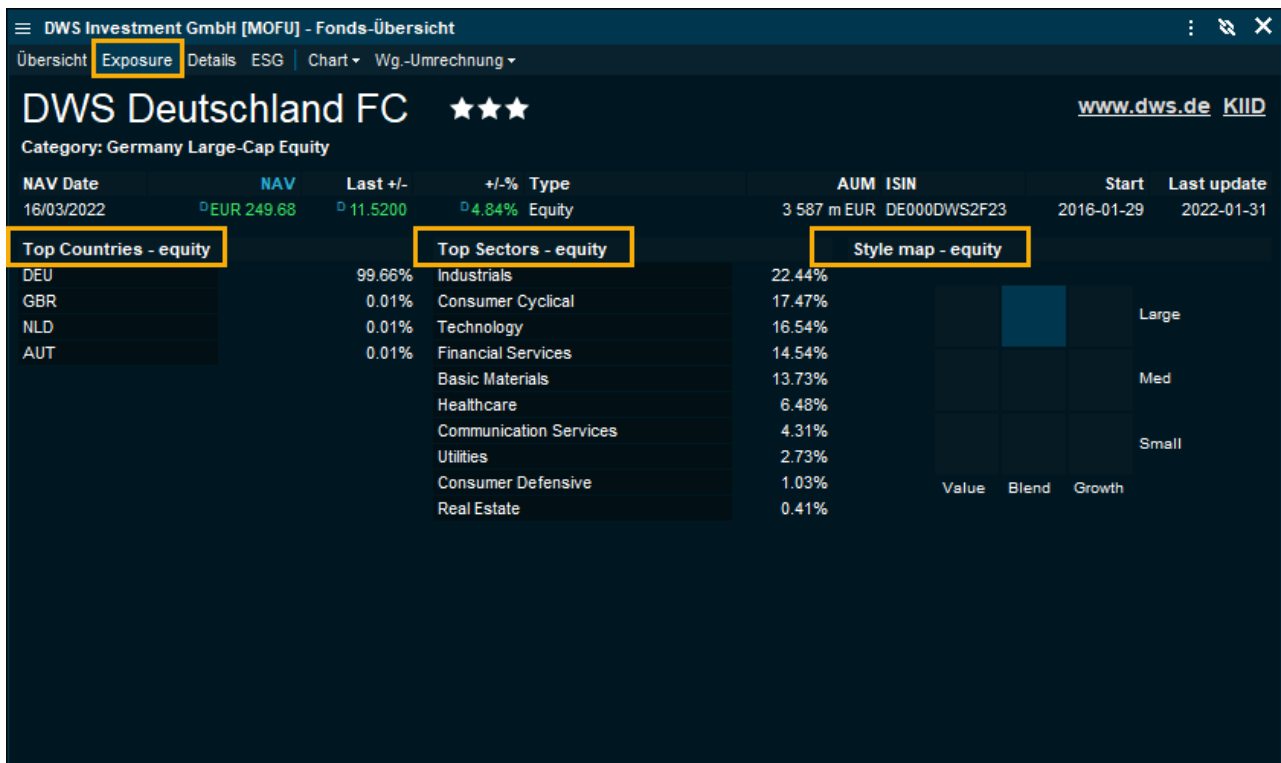 DWS Investment GmbH [MOFU] - Fonds-Übersicht
Übersicht Exposure Details ESG Chart Wg.-Umrechnung
DWS Deutschland FC ★★★ www.dws.de KIID
Category: Germany Large-Cap Equity
NAV Date NAV Last +/- +/-% Type AUM ISIN Start Last update
16/03/2022 D EUR 249.68 D 11.5200 D 4.84% Equity 3 587 m EUR DE000DWS2F23 2016-01-29 2022-01-31
Top Countries - equity Top Sectors - equity Style map - equity
DEU 99.66% Industrials 22.44%
GBR 0.01% Consumer Cyclical 17.47%
Large
NLD 0.01% Technology 16.54%
AUT 0.01% Financial Services 14.54%
Basic Materials 13.73% Med
Healthcare 6.48%
Communication Services 4.31%
Small
Utilities 2.73%
Consumer Defensive 1.03% Value Blend Growth
Real Estate 0.41%